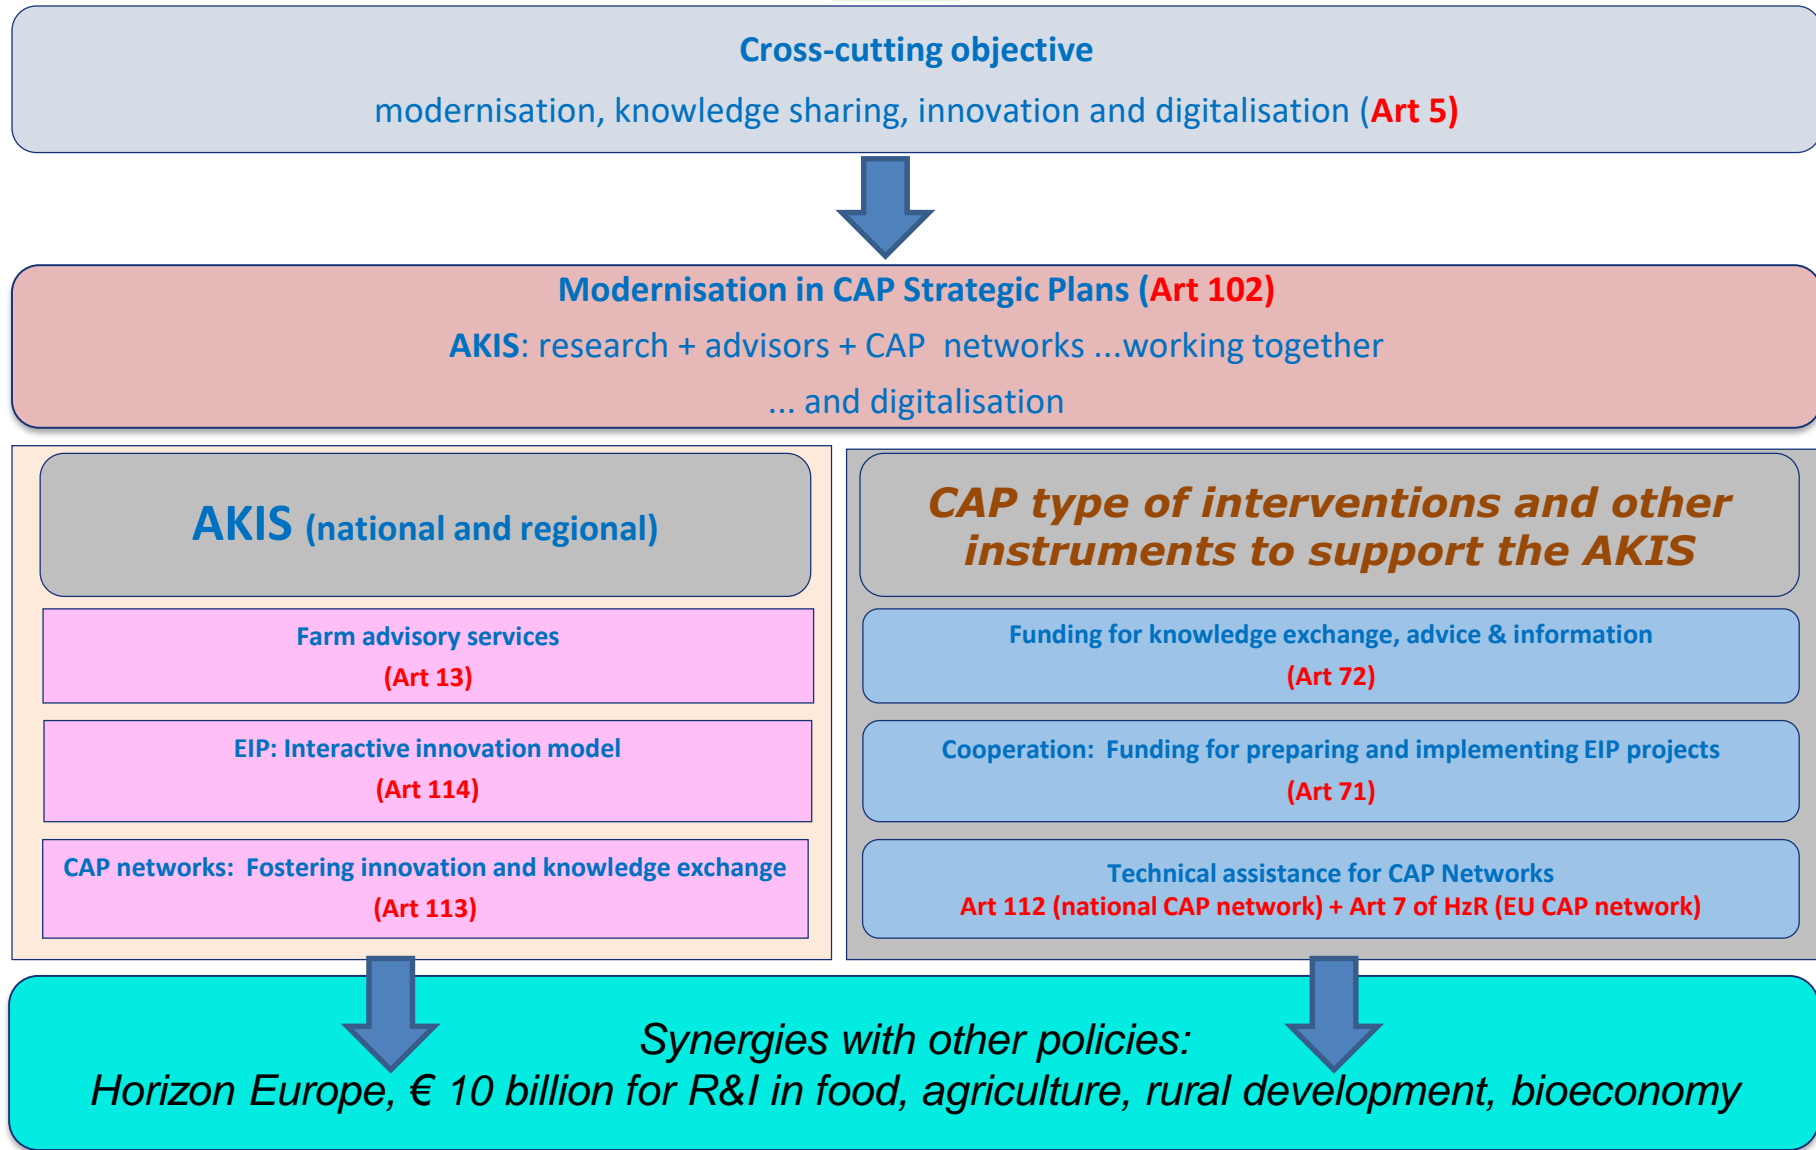 Cross-cutting objective
modernisation, knowledge sharing, innovation and digitalisation (Art 5)
Modernisation in CAP Strategic Plans (Art 102)
AKIS: research + advisors + CAP networks ...working together
... and digitalisation
AKIS (national and regional)
Farm advisory services
(Art 13)
EIP: Interactive innovation model
(Art 114)
CAP networks: Fostering innovation and knowledge exchange
(Art 113)
CAP type of interventions and other
instruments to support the AKIS
Funding for knowledge exchange, advice & information
(Art 72)
Cooperation: Funding for preparing and implementing EIP projects
(Art 71)
Technical assistance for CAP Networks
Art 112 (national CAP network) + Art 7 of HzR (EU CAP network)
Synergies with other policies:
Horizon Europe, € 10 billion for R&I in food, agriculture, rural development, bioeconomy